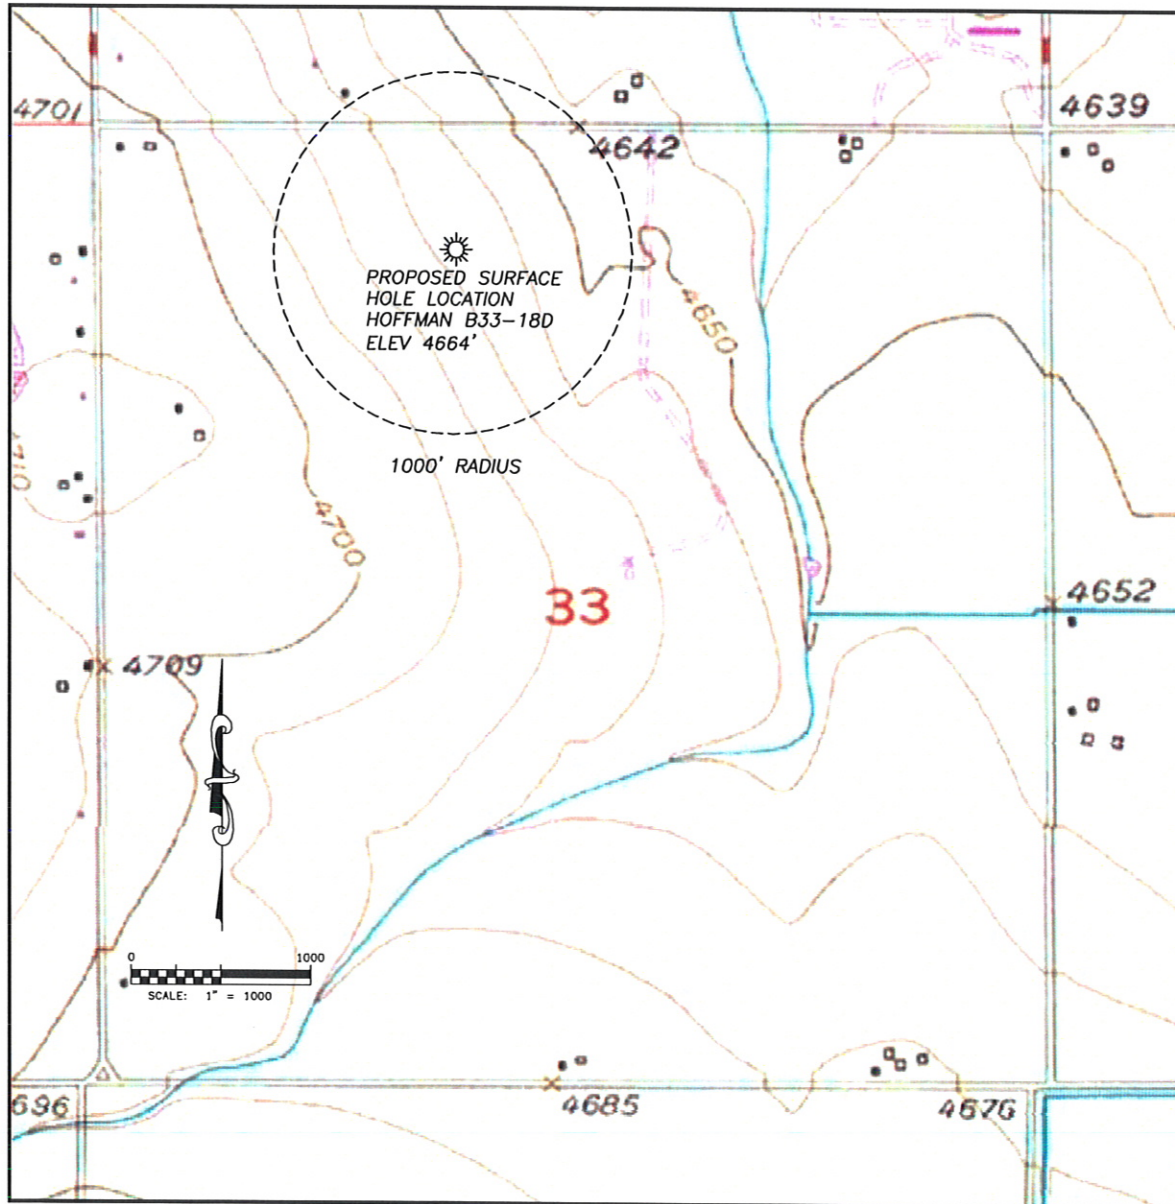 4701
4639
4642
PROPOSED SURFACE
HOLE LOCATION
HOFFMAN B33-18D
ELEV 4664'
4650
1000' RADIUS
4710
4700
33
4652
4709
0 1000
SCALE: 1" = 1000
696
4685
4676